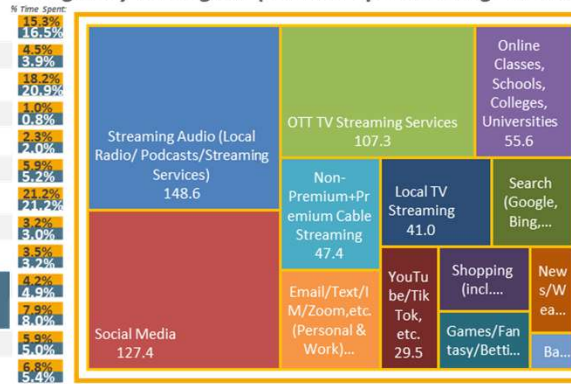 % Time Spent:
15.3%
16.5%
4.5%
3.9%
18.2%
20.9%
1.0%
0.8%
2.3%
2.0%
5.9%
5.2%
21.2%
21.2%
3.2%
3.0%
3.5%
3.2%
4.2%
4.9%
7.9%
8.0%
5.9%
5.0%
6.8%
5.4%
Streaming Audio (Local
Radio/ Podcasts/Streaming
Services)
148.6
Social Media
127.4
OTT TV Streaming Services
107.3
Online
Classes,
Schools,
Colleges,
Universities
55.6
Non-
Premium+Pr
emium Cable
Streaming
47.4
Local TV
Streaming
41.0
Search
(Google,
Bing,...
Email/Text/I
M/Zoom,etc.
(Personal &
Work)...
YouTu
be/Tik
Tok,
etc.
29.5
Shopping
(incl....
New
s/W
ea...
Games/Fan
tasy/Betti...
Ba...